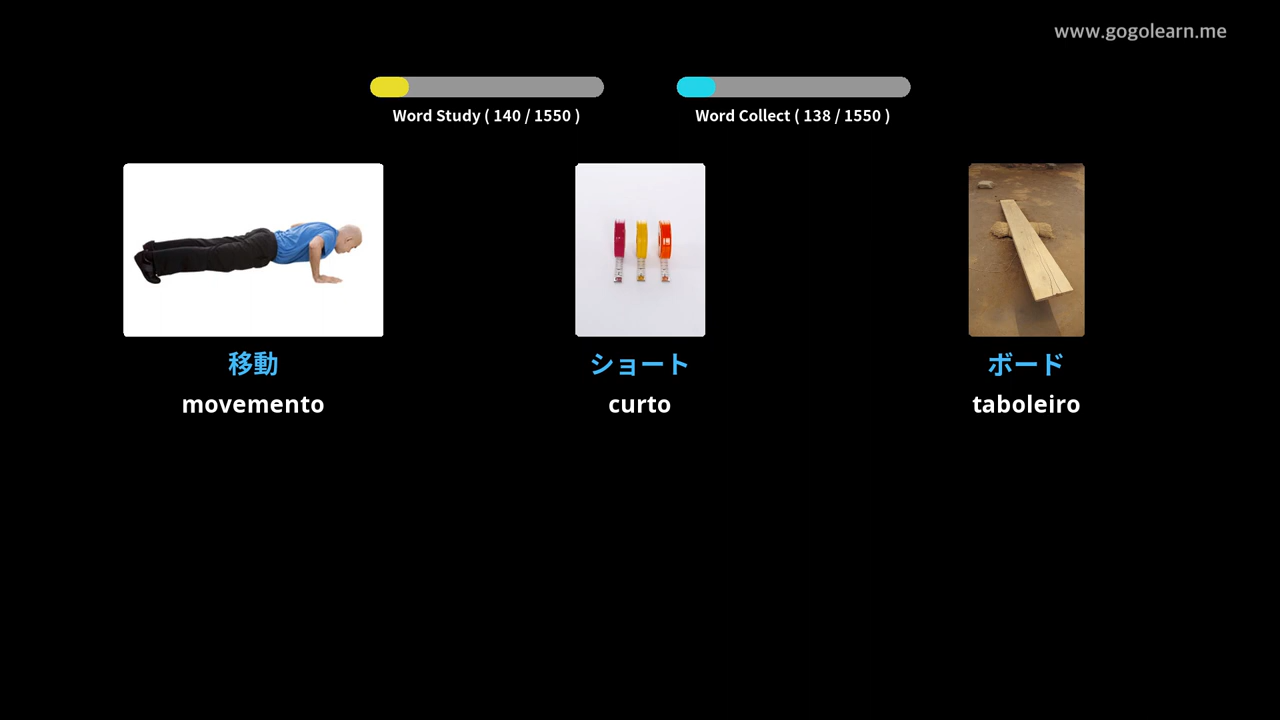 www.gogolearn.me
Word Study ( 140 / 1550 )
Word Collect ( 138 / 1550 )
移動
movemento
ショート
curto
ボード
taboleiro